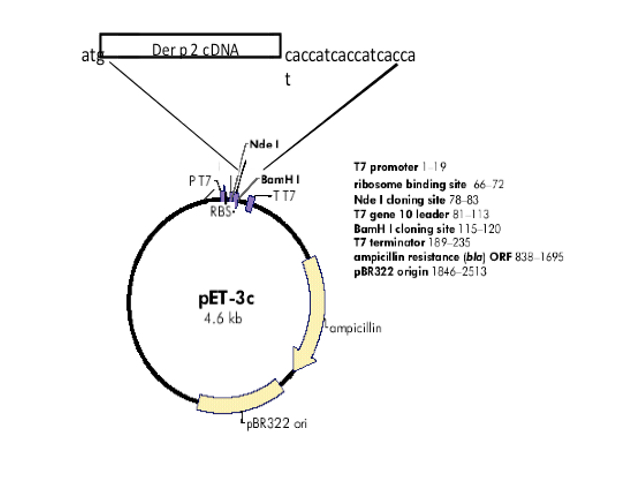 atg
Der p 2 cDNA
caccatcaccatcacca
t
Nde I
P T7
BamH I
T T7
RBS
T7 promoter 1-19
ribosome binding site 66-72
Nde I cloning site 78-83
T7 gene 10 leader 81-113
BamH I cloning site 115-120
T7 terminator 189-235
ampicillin resistance (bla) ORF 838-1695
pBR322 origin 1846-2513
pET-3c
4.6 kb
ampicillin
pBR322 ori